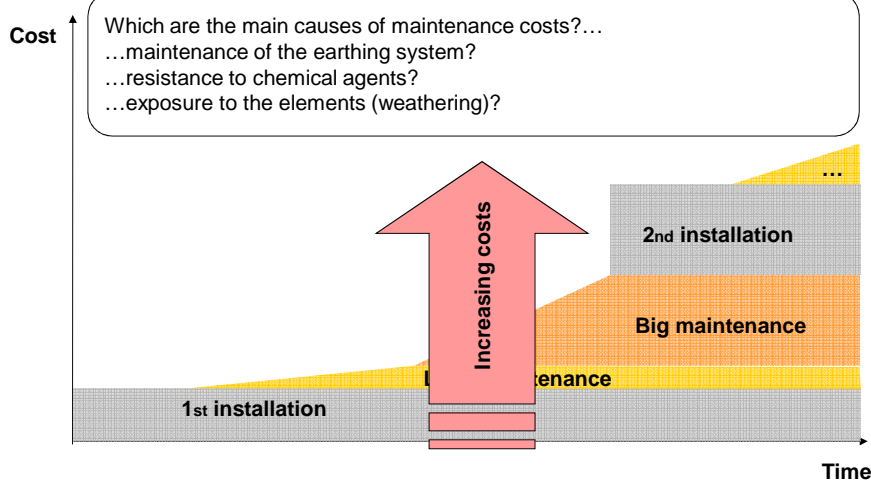 Cost
Which are the main causes of maintenance costs?…
…maintenance of the earthing system?
…resistance to chemical agents?
…exposure to the elements (weathering)?
…
2nd installation
Increasing costs
Big maintenance
1st installation
Time